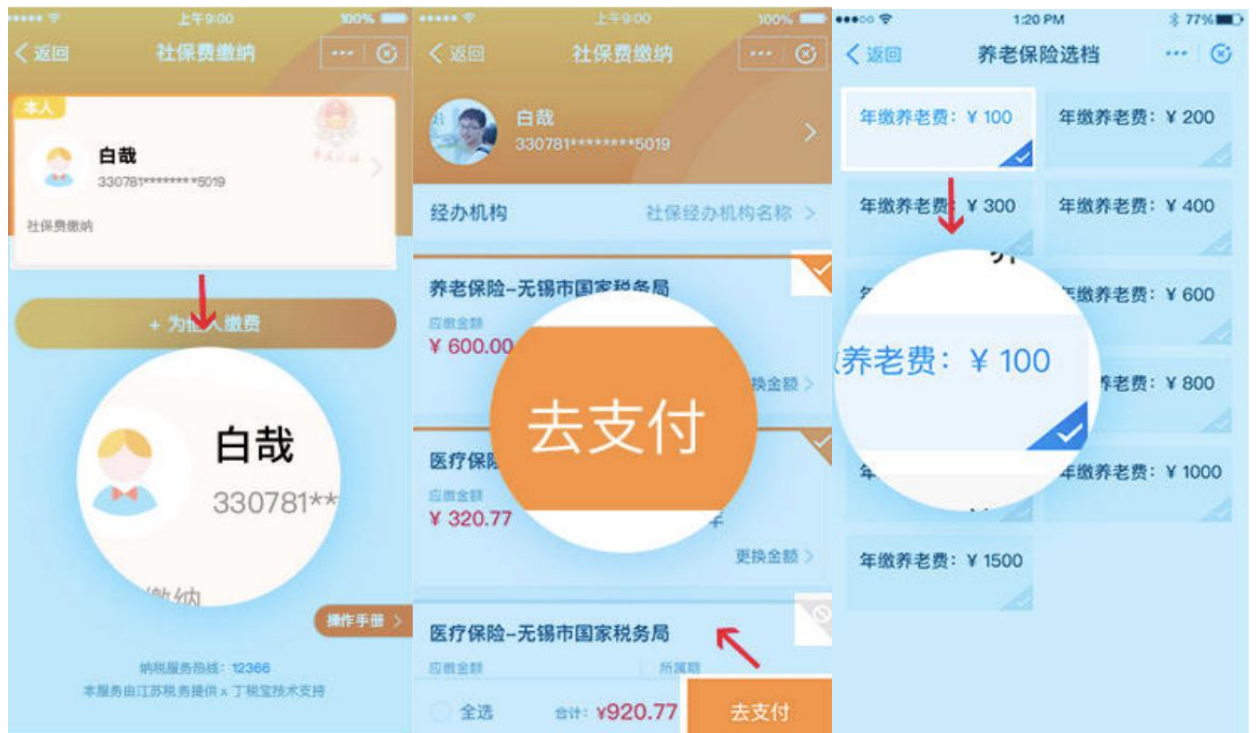 上午9:00
100%
返回
社保费缴纳
本人
白哉
330781********5019
社保费缴纳
+ 为他人缴费
白哉
330781**
缴纳
操作手册 >
纳税服务热线：12366
本服务由江苏税务提供 x 丁税宝技术支持
上午9:00
100%
返回
社保费缴纳
白哉
330781********5019
经办机构
社保经办机构名称 >
养老保险-无锡市国家税务局
应缴金额
¥ 600.00
换金额 >
去支付
医疗保险
应缴金额
¥ 320.77
更换金额 >
医疗保险-无锡市国家税务局
应缴金额
所属期
全选
合计：¥920.77
去支付
1:20 PM
77%
返回
养老保险选档
年缴养老费：¥ 100
年缴养老费：¥ 200
年缴养老费：¥ 300
年缴养老费：¥ 400
年缴养老费：¥ 600
缴养老费：¥ 100
养老费：¥ 800
年缴养老费：¥ 1000
年缴养老费：¥ 1500